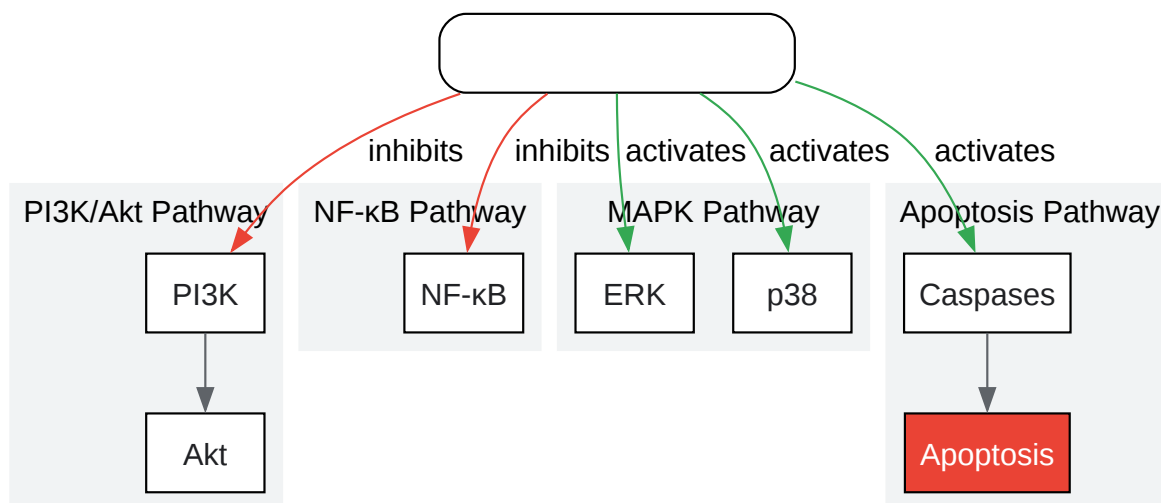 inhibits
inhibits
activates
activates
activates
PI3K/Akt Pathway
NF-κB Pathway
MAPK Pathway
Apoptosis Pathway
PI3K
NF-κB
ERK
p38
Caspases
Akt
Apoptosis